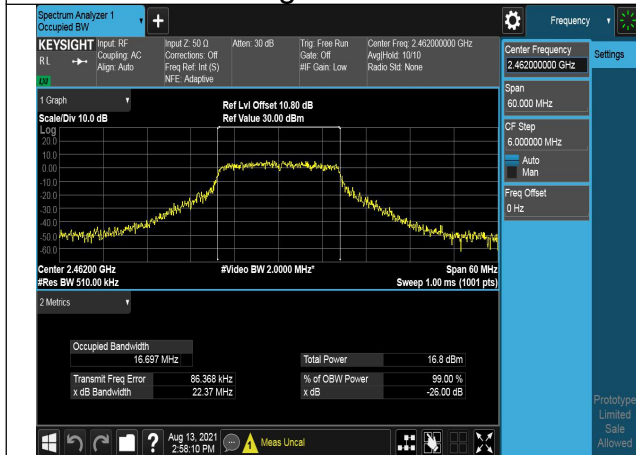 Spectrum Analyzer 1
Occupied BW
+
Frequency
KEYSIGHT
Input: RF
Coupling: AC
Align: Auto
R L
Input Z: 50 Ω
Corrections: Off
Freq Ref: Int (S)
NFE: Adaptive
Atten: 30 dB
Trig: Free Run
Gate: Off
#IF Gain: Low
Center Freq: 2.462000000 GHz
Avg|Hold: 10/10
Radio Std: None
Center Frequency
2.462000000 GHz
Settings
Span
60.000 MHz
CF Step
6.000000 MHz
Auto
Man
Freq Offset
0 Hz
1 Graph
Scale/Div 10.0 dB
Ref Lvl Offset 10.80 dB
Ref Value 30.00 dBm
Log
20.0
10.0
0.00
-10.0
-20.0
-30.0
-40.0
-50.0
-60.0
Center 2.46200 GHz
#Video BW 2.0000 MHz*
Span 60 MHz
#Res BW 510.00 kHz
Sweep 1.00 ms (1001 pts)
2 Metrics
Occupied Bandwidth
16.697 MHz
Total Power 16.8 dBm
Transmit Freq Error 86.368 kHz
% of OBW Power 99.00 %
x dB Bandwidth 22.37 MHz
x dB -26.00 dB
Prototype
Limited
Sale
Allowed
?
Aug 13, 2021
2:58:10 PM
Meas Uncal